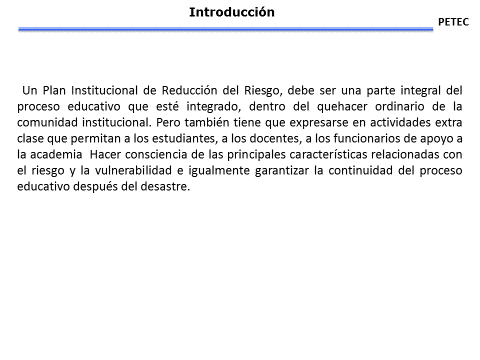 Introducción
PETEC
Un Plan Institucional de Reducción del Riesgo, debe ser una parte integral del
proceso educativo que esté integrado, dentro del quehacer ordinario de la
comunidad institucional. Pero también tiene que expresarse en actividades extra
clase que permitan a los estudiantes, a los docentes, a los funcionarios de apoyo a
la academia  Hacer consciencia de las principales características relacionadas con
el riesgo y la vulnerabilidad e igualmente garantizar la continuidad del proceso
educativo después del desastre.